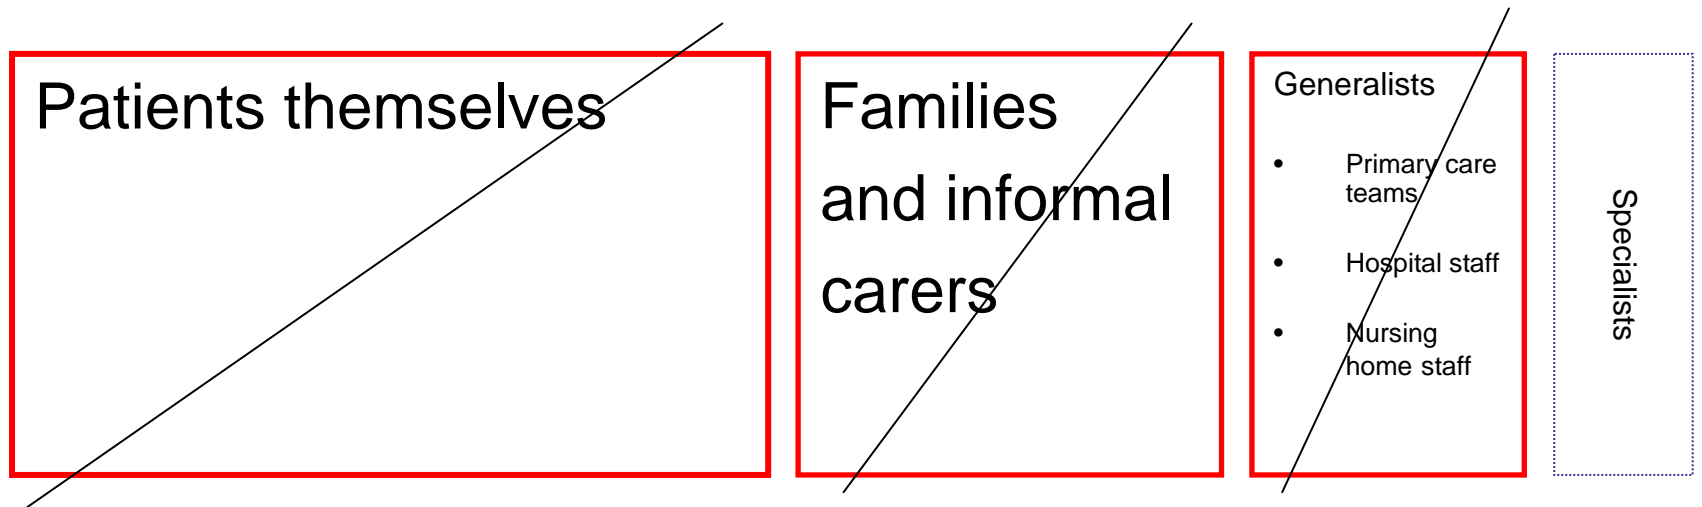 Patients themselves
Families
and informal
carers
Generalists
• Primary care
teams
• Hospital staff
• Nursing
home staff
Specialists